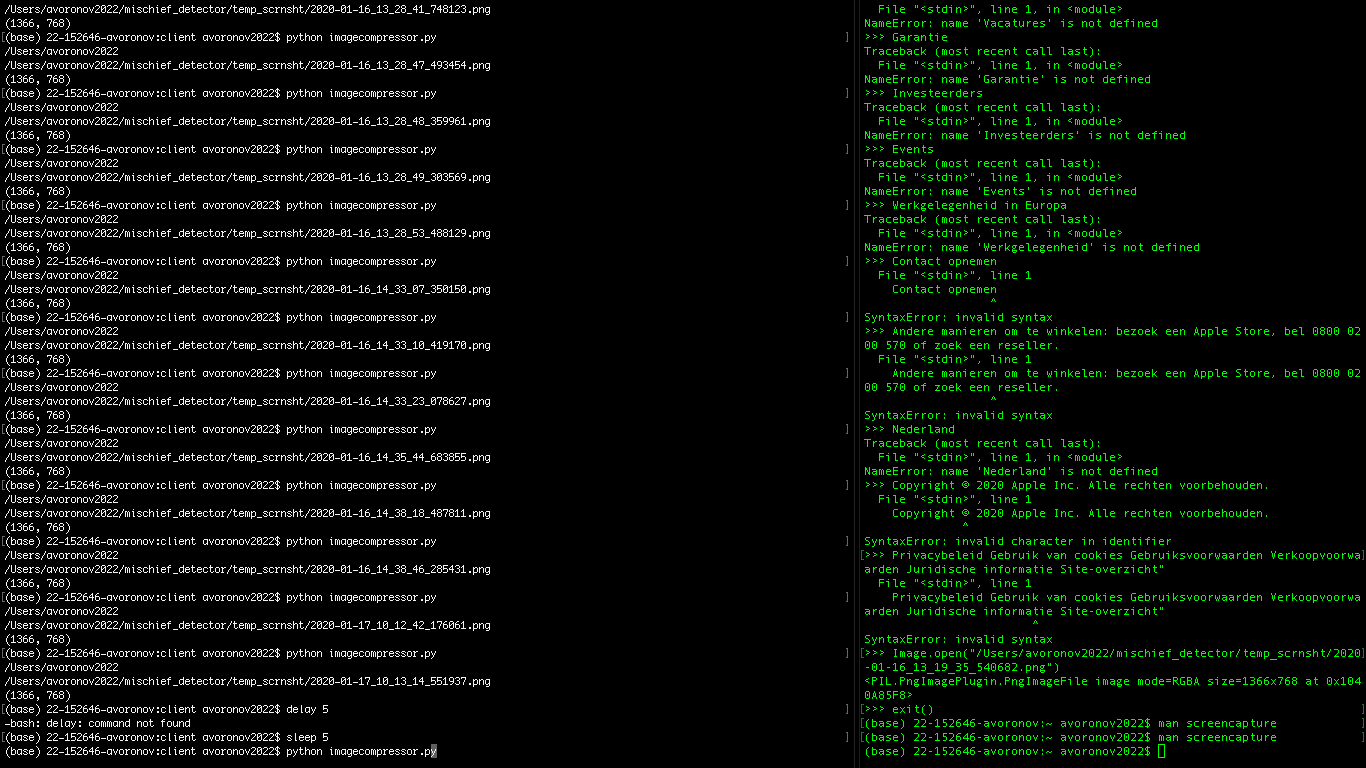 /Users/avoronov2022/mischief_detector/temp_scrnsht/2020-01-16_13_28_41_748123.png
(1366, 768)
[(base) 22-152646-avoronov:client avoronov2022$ python imagecompressor.py ]
/Users/avoronov2022
/Users/avoronov2022/mischief_detector/temp_scrnsht/2020-01-16_13_28_47_493454.png
(1366, 768)
[(base) 22-152646-avoronov:client avoronov2022$ python imagecompressor.py ]
/Users/avoronov2022
/Users/avoronov2022/mischief_detector/temp_scrnsht/2020-01-16_13_28_48_359961.png
(1366, 768)
[(base) 22-152646-avoronov:client avoronov2022$ python imagecompressor.py ]
/Users/avoronov2022
/Users/avoronov2022/mischief_detector/temp_scrnsht/2020-01-16_13_28_49_303569.png
(1366, 768)
[(base) 22-152646-avoronov:client avoronov2022$ python imagecompressor.py ]
/Users/avoronov2022
/Users/avoronov2022/mischief_detector/temp_scrnsht/2020-01-16_13_28_53_488129.png
(1366, 768)
[(base) 22-152646-avoronov:client avoronov2022$ python imagecompressor.py ]
/Users/avoronov2022
/Users/avoronov2022/mischief_detector/temp_scrnsht/2020-01-16_14_33_07_350150.png
(1366, 768)
[(base) 22-152646-avoronov:client avoronov2022$ python imagecompressor.py ]
/Users/avoronov2022
/Users/avoronov2022/mischief_detector/temp_scrnsht/2020-01-16_14_33_10_419170.png
(1366, 768)
[(base) 22-152646-avoronov:client avoronov2022$ python imagecompressor.py ]
/Users/avoronov2022
/Users/avoronov2022/mischief_detector/temp_scrnsht/2020-01-16_14_33_23_078627.png
(1366, 768)
[(base) 22-152646-avoronov:client avoronov2022$ python imagecompressor.py ]
/Users/avoronov2022
/Users/avoronov2022/mischief_detector/temp_scrnsht/2020-01-16_14_35_44_683855.png
(1366, 768)
[(base) 22-152646-avoronov:client avoronov2022$ python imagecompressor.py ]
/Users/avoronov2022
/Users/avoronov2022/mischief_detector/temp_scrnsht/2020-01-16_14_38_18_487811.png
(1366, 768)
[(base) 22-152646-avoronov:client avoronov2022$ python imagecompressor.py ]
/Users/avoronov2022
/Users/avoronov2022/mischief_detector/temp_scrnsht/2020-01-16_14_38_46_285431.png
(1366, 768)
[(base) 22-152646-avoronov:client avoronov2022$ python imagecompressor.py ]
/Users/avoronov2022
/Users/avoronov2022/mischief_detector/temp_scrnsht/2020-01-17_10_12_42_176061.png
(1366, 768)
[(base) 22-152646-avoronov:client avoronov2022$ python imagecompressor.py ]
/Users/avoronov2022
/Users/avoronov2022/mischief_detector/temp_scrnsht/2020-01-17_10_13_14_551937.png
(1366, 768)
[(base) 22-152646-avoronov:client avoronov2022$ delay 5 ]
-bash: delay: command not found
[(base) 22-152646-avoronov:client avoronov2022$ sleep 5 ]
(base) 22-152646-avoronov:client avoronov2022$ python imagecompressor.py
File "<stdin>", line 1, in <module>
NameError: name 'Vacatures' is not defined
>>> Garantie
Traceback (most recent call last):
File "<stdin>", line 1, in <module>
NameError: name 'Garantie' is not defined
>>> Investeerders
Traceback (most recent call last):
File "<stdin>", line 1, in <module>
NameError: name 'Investeerders' is not defined
>>> Events
Traceback (most recent call last):
File "<stdin>", line 1, in <module>
NameError: name 'Events' is not defined
>>> Werkgelegenheid in Europa
Traceback (most recent call last):
File "<stdin>", line 1, in <module>
NameError: name 'Werkgelegenheid' is not defined
>>> Contact opnemen
File "<stdin>", line 1
Contact opnemen
^
SyntaxError: invalid syntax
>>> Andere manieren om te winkelen: bezoek een Apple Store, bel 0800 02
00 570 of zoek een reseller.
File "<stdin>", line 1
Andere manieren om te winkelen: bezoek een Apple Store, bel 0800 02
00 570 of zoek een reseller.
^
SyntaxError: invalid syntax
>>> Nederland
Traceback (most recent call last):
File "<stdin>", line 1, in <module>
NameError: name 'Nederland' is not defined
>>> Copyright © 2020 Apple Inc. Alle rechten voorbehouden.
File "<stdin>", line 1
Copyright © 2020 Apple Inc. Alle rechten voorbehouden.
^
SyntaxError: invalid character in identifier
[>>> Privacybeleid Gebruik van cookies Gebruiksvoorwaarden Verkoopvoorwa]
arden Juridische informatie Site-overzicht"
File "<stdin>", line 1
Privacybeleid Gebruik van cookies Gebruiksvoorwaarden Verkoopvoorwa
arden Juridische informatie Site-overzicht"
^
SyntaxError: invalid syntax
[>>> Image.open("/Users/avoronov2022/mischief_detector/temp_scrnsht/2020]
-01-16_13_19_35_540682.png")
<PIL.PngImagePlugin.PngImageFile image mode=RGBA size=1366x768 at 0x104
0A85F8>
[>>> exit() ]
[(base) 22-152646-avoronov:~ avoronov2022$ man screencapture ]
[(base) 22-152646-avoronov:~ avoronov2022$ man screencapture ]
(base) 22-152646-avoronov:~ avoronov2022$